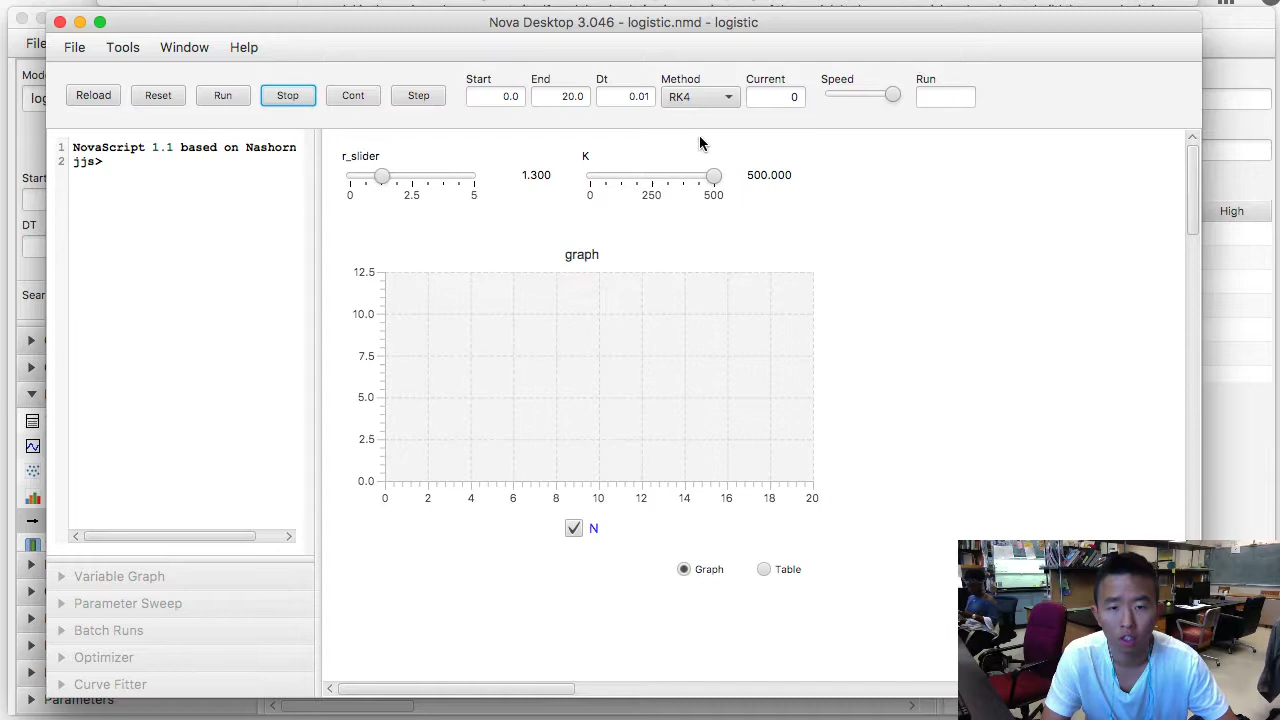 Nova Desktop 3.046 - logistic.nmd - logistic
File Tools Window Help
File
Start End Dt Method Current Speed Run
Reload Reset Run Stop Cont Step 0.0 20.0 0.01 RK4 0
1 NovaScript 1.1 based on Nashorn
2 jjs>
r_slider K
1.300 500.000
0 2.5 5 0 250 500
High
DT
graph
12.5
10.0
7.5
5.0
2.5
0.0
0 2 4 6 8 10 12 14 16 18 20
N
Graph Table
Variable Graph
Parameter Sweep
Batch Runs
Optimizer
Curve Fitter
Parameters